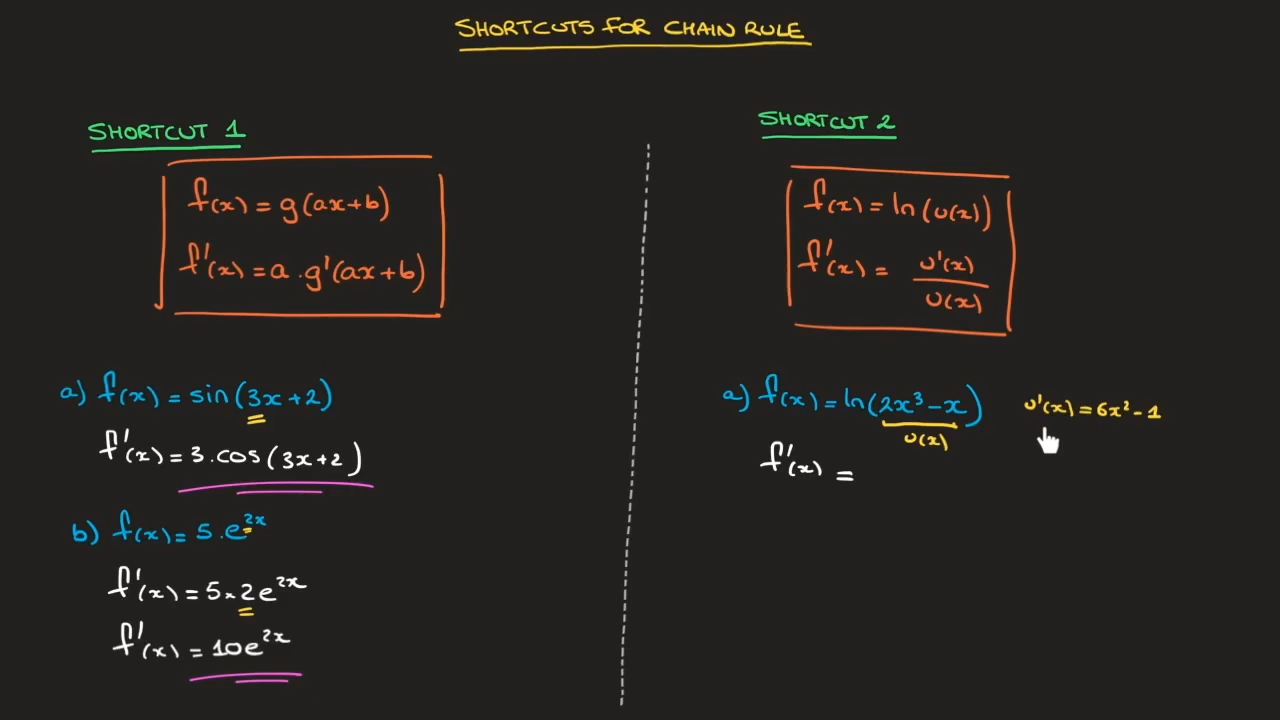 SHORTCUTS FOR CHAIN RULE
SHORTCUT 1
f(x) = g(ax+b)
f'(x) = a . g'(ax+b)
a) f(x) = sin(3x+2)
f'(x) = 3.cos(3x+2)
b) f(x) = 5.e^2x
f'(x) = 5×2e^2x
f'(x) = 10e^2x
SHORTCUT 2
f(x) = ln(u(x))
f'(x) = u'(x)/u(x)
a) f(x) = ln(2x³-x) u'(x) = 6x²-1
u(x)
f'(x) =